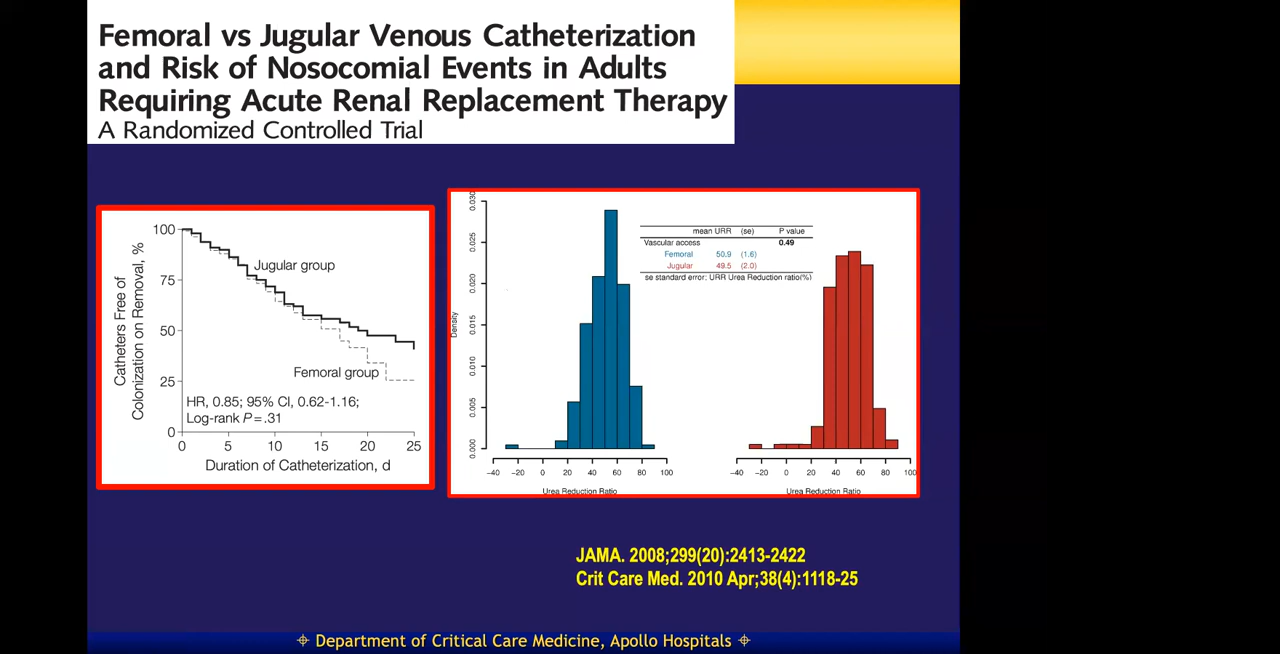 Femoral vs Jugular Venous Catheterization
and Risk of Nosocomial Events in Adults
Requiring Acute Renal Replacement Therapy
A Randomized Controlled Trial
Catheters Free of
Colonization on Removal, %
100
75
50
25
0
Jugular group
Femoral group
HR, 0.85; 95% CI, 0.62-1.16;
Log-rank P=.31
0 5 10 15 20 25
Duration of Catheterization, d
Density
0.030
0.025
0.020
0.015
0.010
0.005
0.000
mean URR (se) P value
Vascular access 0.49
Femoral 50.9 (1.6)
Jugular 49.5 (2.0)
se standard error; URR Urea Reduction ratio(%)
−40 −20 0 20 40 60 80 100
Urea Reduction Ratio
−40 −20 0 20 40 60 80 100
Urea Reduction Ratio
JAMA. 2008;299(20):2413-2422
Crit Care Med. 2010 Apr;38(4):1118-25
Department of Critical Care Medicine, Apollo Hospitals